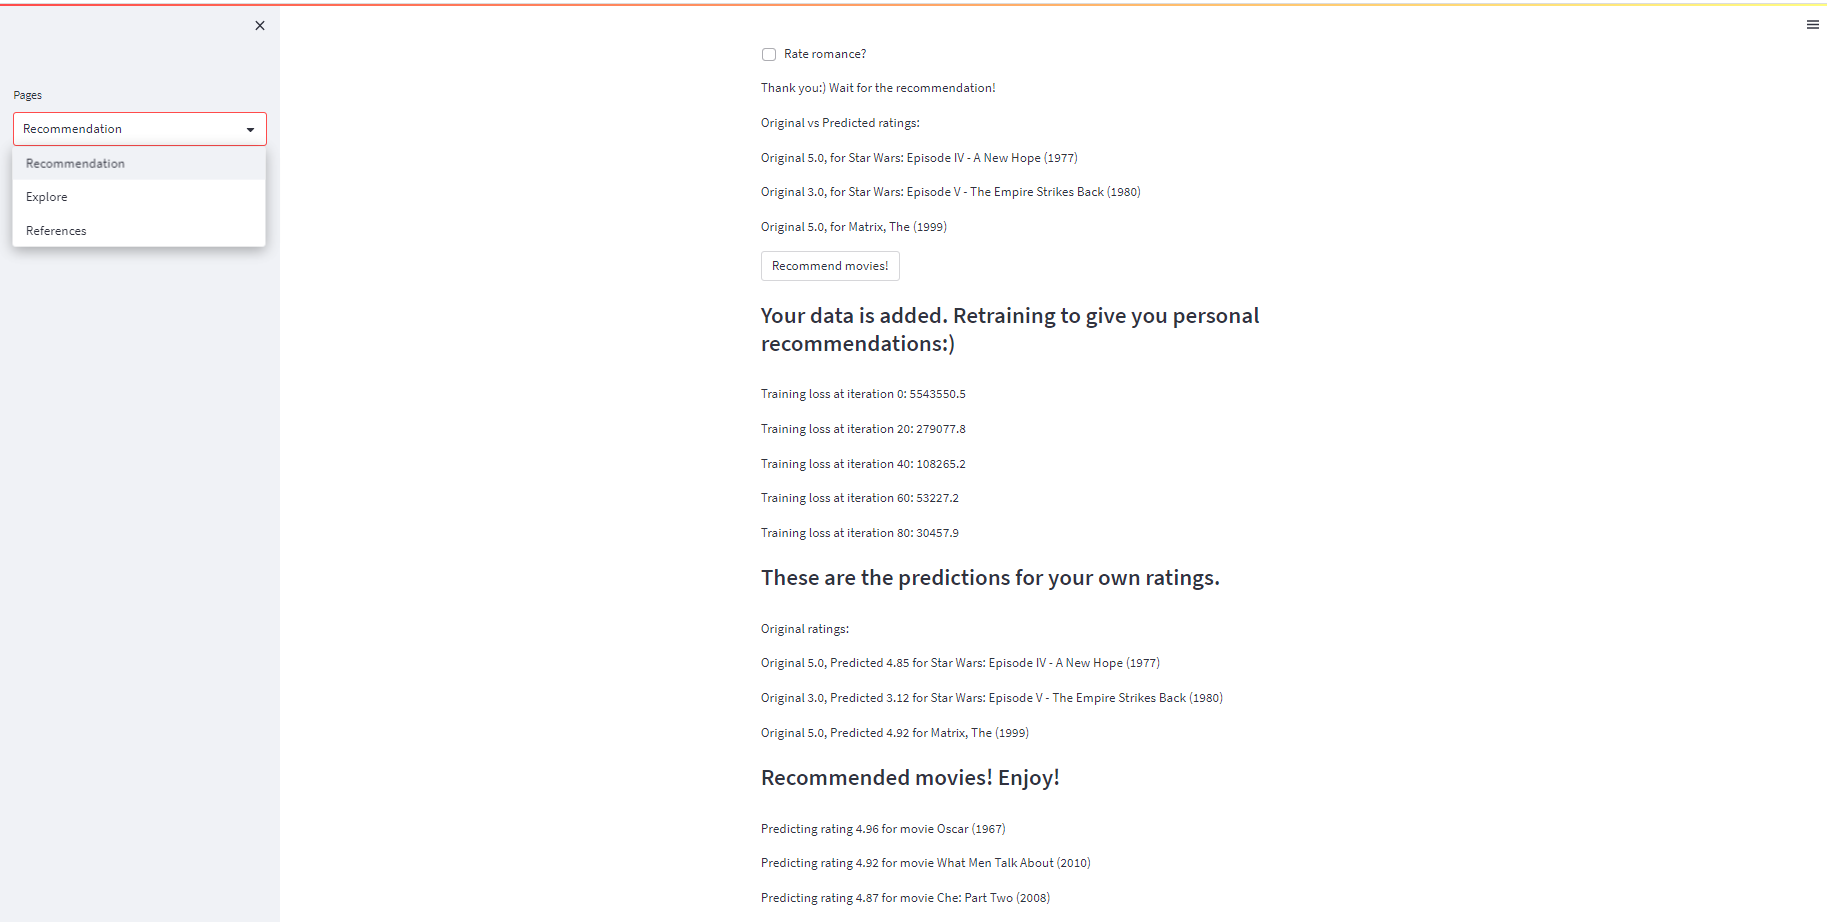 Pages
Recommendation
Recommendation
Explore
References
Rate romance?
Thank you:) Wait for the recommendation!
Original vs Predicted ratings:
Original 5.0, for Star Wars: Episode IV - A New Hope (1977)
Original 3.0, for Star Wars: Episode V - The Empire Strikes Back (1980)
Original 5.0, for Matrix, The (1999)
Recommend movies!
Your data is added. Retraining to give you personal
recommendations:)
Training loss at iteration 0: 5543550.5
Training loss at iteration 20: 279077.8
Training loss at iteration 40: 108265.2
Training loss at iteration 60: 53227.2
Training loss at iteration 80: 30457.9
These are the predictions for your own ratings.
Original ratings:
Original 5.0, Predicted 4.85 for Star Wars: Episode IV - A New Hope (1977)
Original 3.0, Predicted 3.12 for Star Wars: Episode V - The Empire Strikes Back (1980)
Original 5.0, Predicted 4.92 for Matrix, The (1999)
Recommended movies! Enjoy!
Predicting rating 4.96 for movie Oscar (1967)
Predicting rating 4.92 for movie What Men Talk About (2010)
Predicting rating 4.87 for movie Che: Part Two (2008)